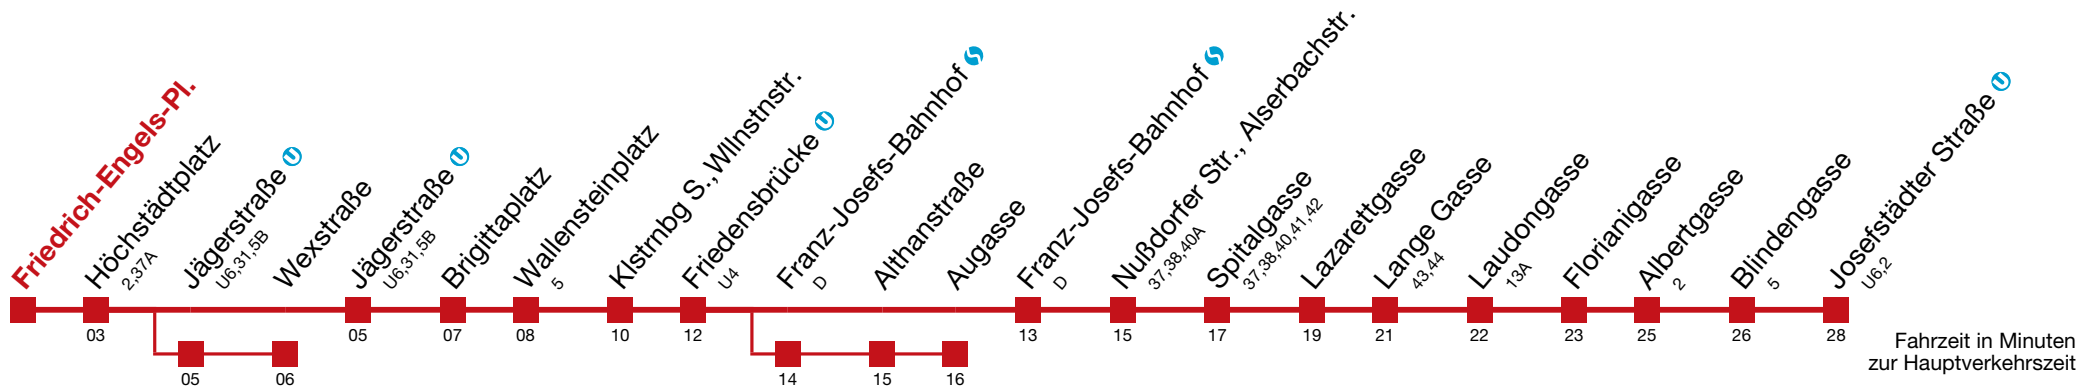 Friedrich-Engels-Pl.
Höchstädtplatz
2,37A
Jägerstraße
U6,31,5B
Wexstraße
Jägerstraße
U6,31,5B
Brigittaplatz
Wallensteinplatz
5
Klstrnbg S., Wllnstnstr.
Friedensbrücke
U4
Franz-Josefs-Bahnhof
D
Althanstraße
Augasse
Franz-Josefs-Bahnhof
D
Nußdorfer Str., Alserbachstr.
37,38,40A
Spitalgasse
37,38,40,41,42
Lazarettgasse
Lange Gasse
43,44
Laudongasse
13A
Florianigasse
Albertgasse
2
Blindengasse
5
Josefstädter Straße
U6,2
03 05 07 08 10 12 13 15 17 19 21 22 23 25 26 28
05 06 14 15 16
Fahrzeit in Minuten
zur Hauptverkehrszeit